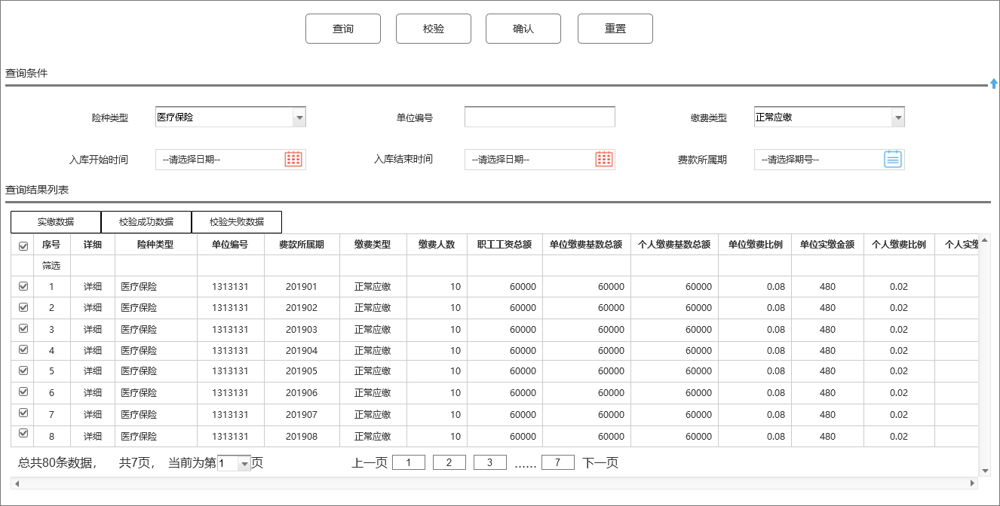 查询 校验 确认 重置
查询条件
险种类型 医疗保险 单位编号 缴费类型 正常应缴
入库开始时间 --请选择日期-- 入库结束时间 --请选择日期-- 费款所属期 --请选择期号--
查询结果列表
实缴数据 校验成功数据 校验失败数据
序号 详细 险种类型 单位编号 费款所属期 缴费类型 缴费人数 职工工资总额 单位缴费基数总额 个人缴费基数总额 单位缴费比例 单位实缴金额 个人缴费比例 个人实缴
筛选
1 详细 医疗保险 1313131 201901 正常应缴 10 60000 60000 60000 0.08 480 0.02
2 详细 医疗保险 1313131 201902 正常应缴 10 60000 60000 60000 0.08 480 0.02
3 详细 医疗保险 1313131 201903 正常应缴 10 60000 60000 60000 0.08 480 0.02
4 详细 医疗保险 1313131 201904 正常应缴 10 60000 60000 60000 0.08 480 0.02
5 详细 医疗保险 1313131 201905 正常应缴 10 60000 60000 60000 0.08 480 0.02
6 详细 医疗保险 1313131 201906 正常应缴 10 60000 60000 60000 0.08 480 0.02
7 详细 医疗保险 1313131 201907 正常应缴 10 60000 60000 60000 0.08 480 0.02
8 详细 医疗保险 1313131 201908 正常应缴 10 60000 60000 60000 0.08 480 0.02
总共80条数据， 共7页， 当前为第 1 页 上一页 1 2 3 ...... 7 下一页